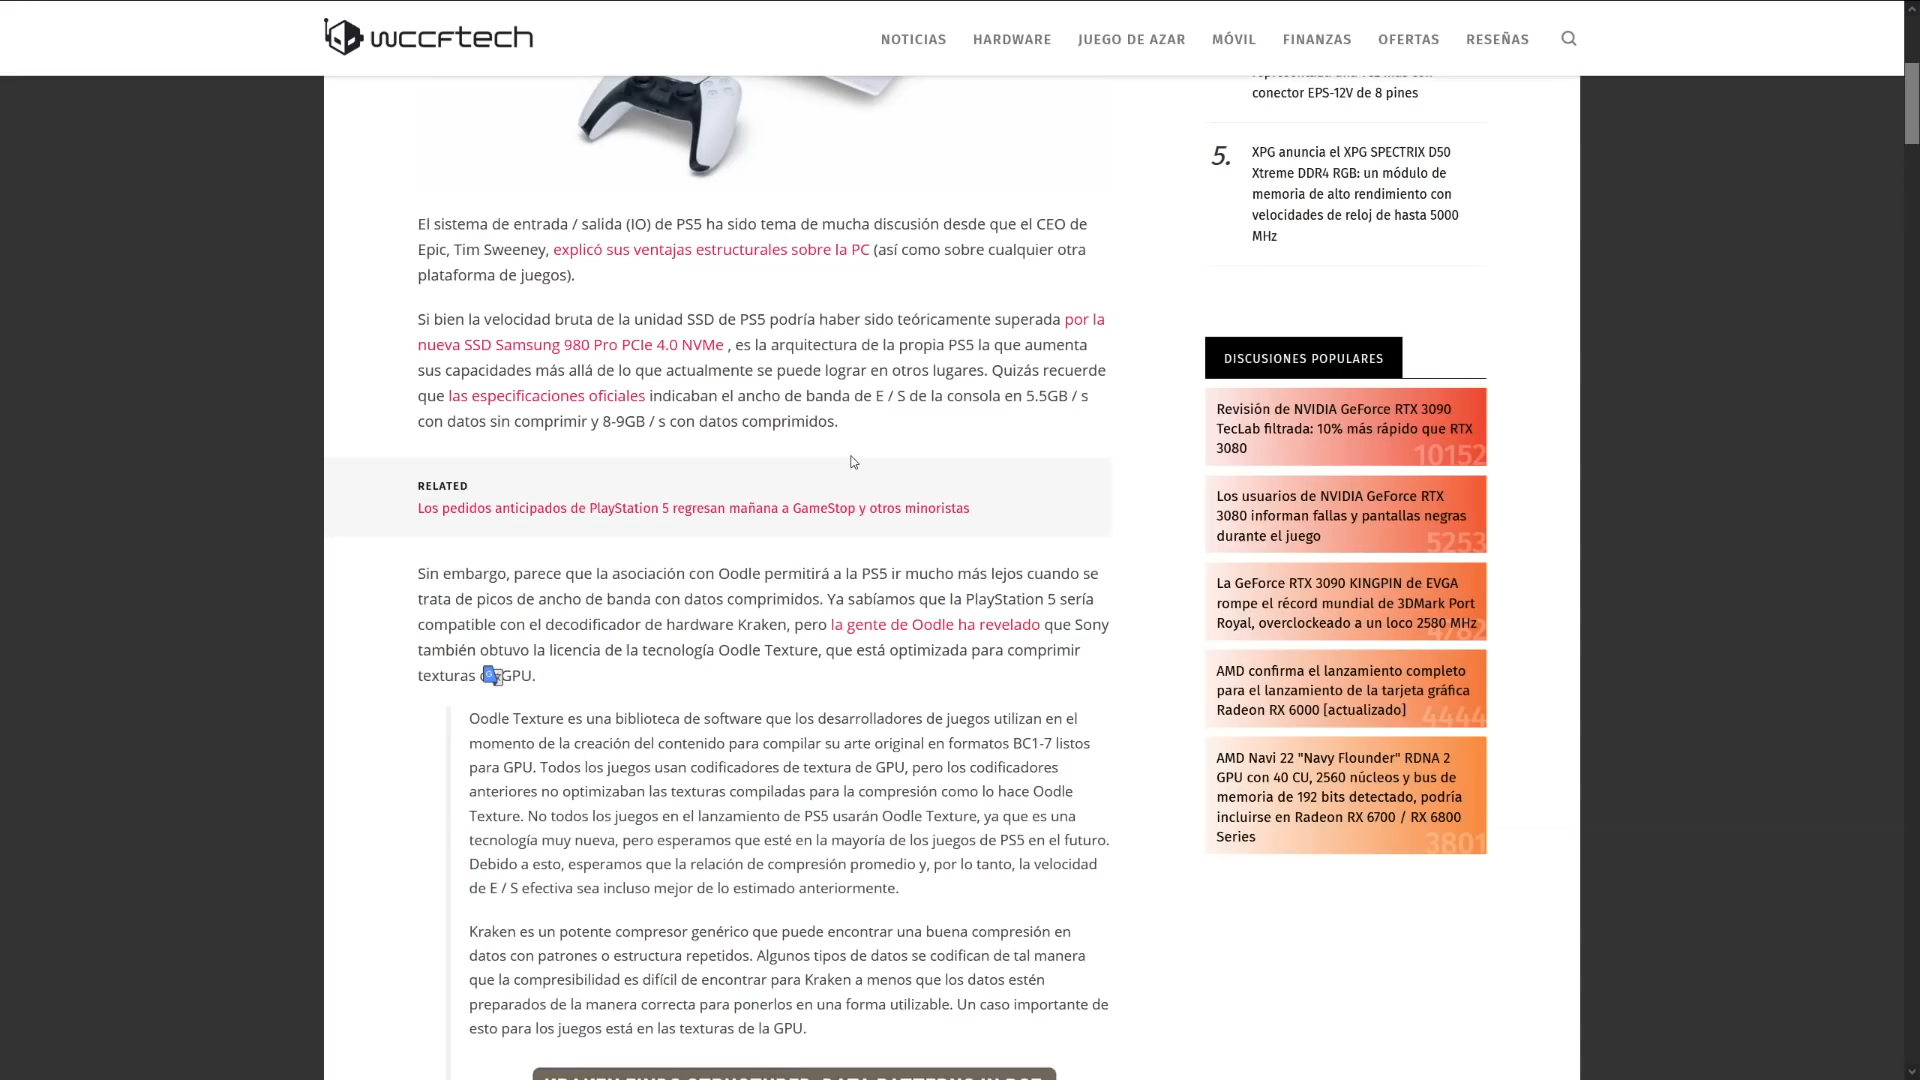 wccftech
NOTICIAS HARDWARE JUEGO DE AZAR MÓVIL FINANZAS OFERTAS RESEÑAS
El sistema de entrada / salida (IO) de PS5 ha sido tema de mucha discusión desde que el CEO de
Epic, Tim Sweeney, explicó sus ventajas estructurales sobre la PC (así como sobre cualquier otra
plataforma de juegos).
Si bien la velocidad bruta de la unidad SSD de PS5 podría haber sido teóricamente superada por la
nueva SSD Samsung 980 Pro PCIe 4.0 NVMe , es la arquitectura de la propia PS5 la que aumenta
sus capacidades más allá de lo que actualmente se puede lograr en otros lugares. Quizás recuerde
que las especificaciones oficiales indicaban el ancho de banda de E / S de la consola en 5.5GB / s
con datos sin comprimir y 8-9GB / s con datos comprimidos.
RELATED
Los pedidos anticipados de PlayStation 5 regresan mañana a GameStop y otros minoristas
Sin embargo, parece que la asociación con Oodle permitirá a la PS5 ir mucho más lejos cuando se
trata de picos de ancho de banda con datos comprimidos. Ya sabíamos que la PlayStation 5 sería
compatible con el decodificador de hardware Kraken, pero la gente de Oodle ha revelado que Sony
también obtuvo la licencia de la tecnología Oodle Texture, que está optimizada para comprimir
texturas GPU.
Oodle Texture es una biblioteca de software que los desarrolladores de juegos utilizan en el
momento de la creación del contenido para compilar su arte original en formatos BC1-7 listos
para GPU. Todos los juegos usan codificadores de textura de GPU, pero los codificadores
anteriores no optimizaban las texturas compiladas para la compresión como lo hace Oodle
Texture. No todos los juegos en el lanzamiento de PS5 usarán Oodle Texture, ya que es una
tecnología muy nueva, pero esperamos que esté en la mayoría de los juegos de PS5 en el futuro.
Debido a esto, esperamos que la relación de compresión promedio y, por lo tanto, la velocidad
de E / S efectiva sea incluso mejor de lo estimado anteriormente.
Kraken es un potente compresor genérico que puede encontrar una buena compresión en
datos con patrones o estructura repetidos. Algunos tipos de datos se codifican de tal manera
que la compresibilidad es difícil de encontrar para Kraken a menos que los datos estén
preparados de la manera correcta para ponerlos en una forma utilizable. Un caso importante de
esto para los juegos está en las texturas de la GPU.
conector EPS-12V de 8 pines
5.
XPG anuncia el XPG SPECTRIX D50
Xtreme DDR4 RGB: un módulo de
memoria de alto rendimiento con
velocidades de reloj de hasta 5000
MHz
DISCUSIONES POPULARES
Revisión de NVIDIA GeForce RTX 3090
TecLab filtrada: 10% más rápido que RTX
3080
10152
Los usuarios de NVIDIA GeForce RTX
3080 informan fallas y pantallas negras
durante el juego
5253
La GeForce RTX 3090 KINGPIN de EVGA
rompe el récord mundial de 3DMark Port
Royal, overclockeado a un loco 2580 MHz
4782
AMD confirma el lanzamiento completo
para el lanzamiento de la tarjeta gráfica
Radeon RX 6000 [actualizado]
4444
AMD Navi 22 "Navy Flounder" RDNA 2
GPU con 40 CU, 2560 núcleos y bus de
memoria de 192 bits detectado, podría
incluirse en Radeon RX 6700 / RX 6800
Series
3801